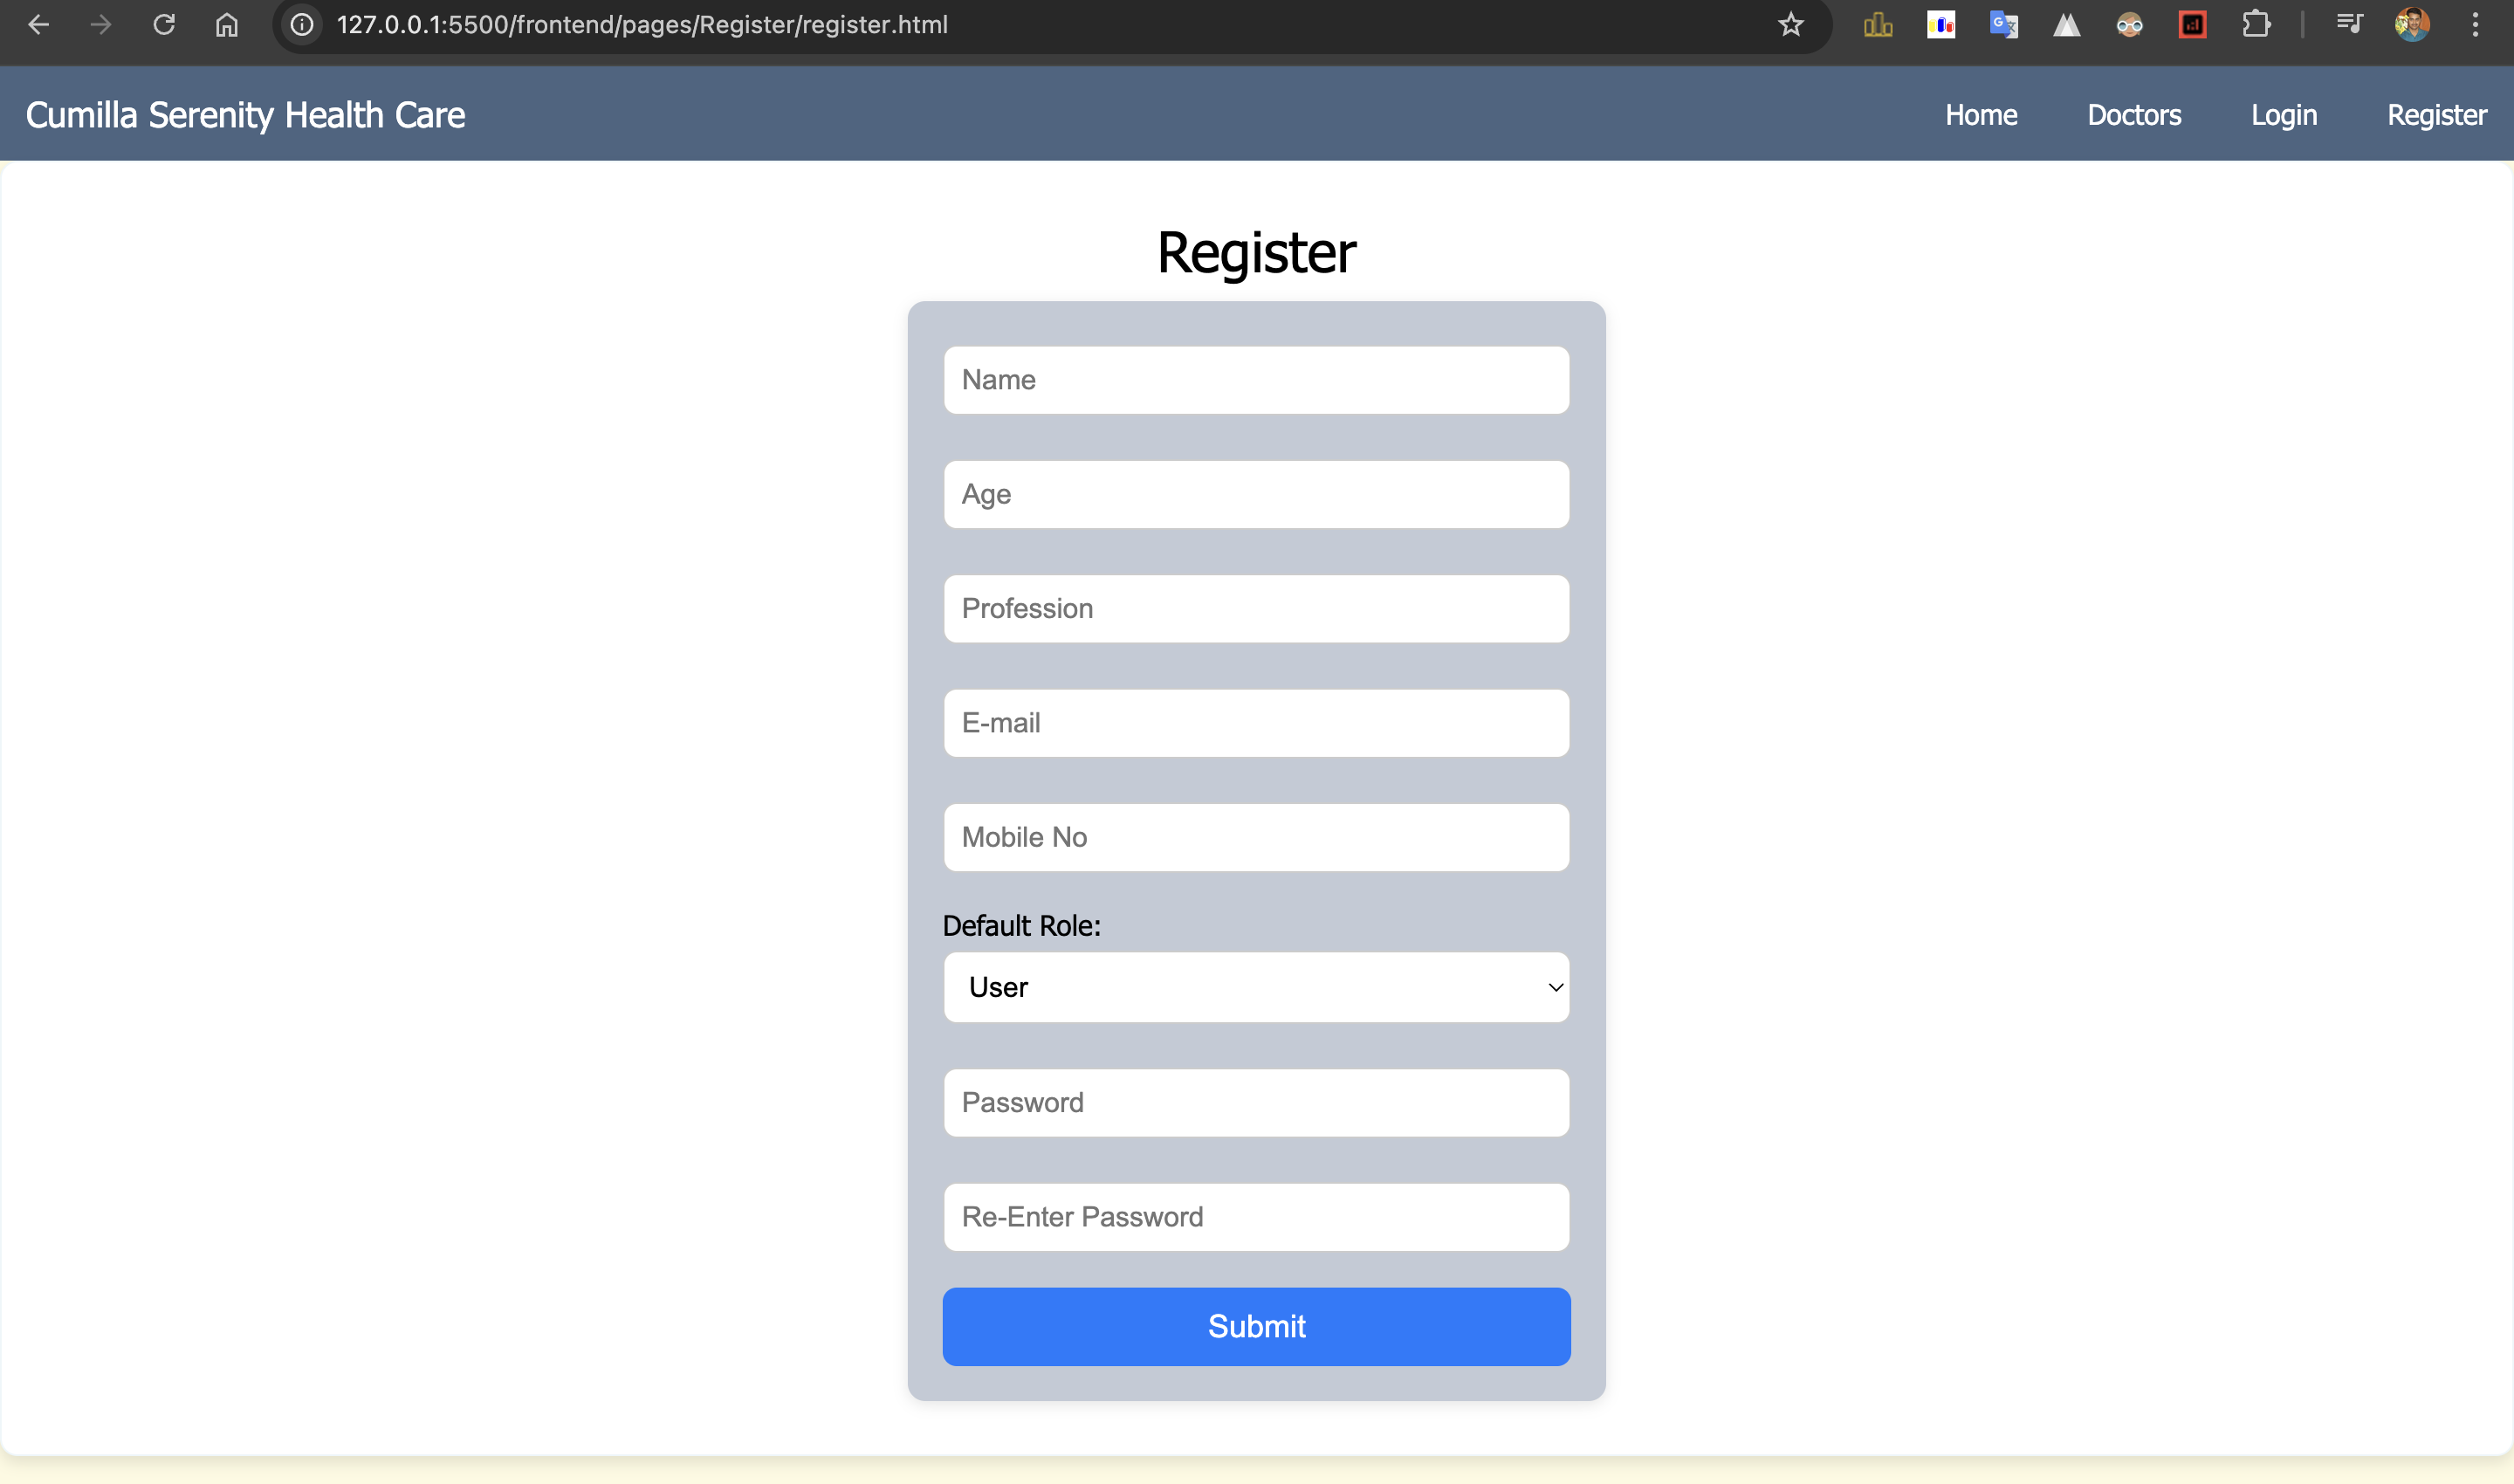 127.0.0.1:5500/frontend/pages/Register/register.html
Cumilla Serenity Health Care
Home Doctors Login Register
Register
Name
Age
Profession
E-mail
Mobile No
Default Role:
User
Password
Re-Enter Password
Submit